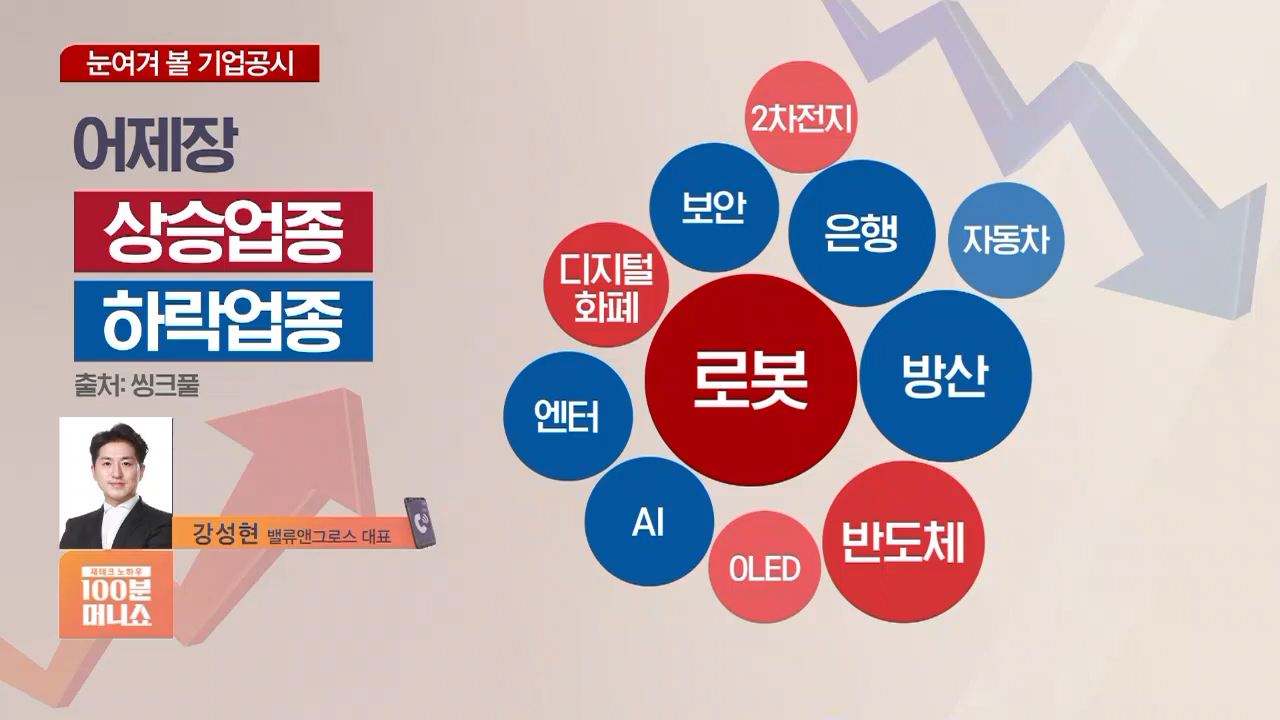 눈여겨 볼 기업공시
어제장
상승업종
하락업종
출처: 씽크풀
강성현 밸류앤그로스 대표
재테크 노하우
100분
머니쇼
2차전지
보안
은행
자동차
디지털
화폐
로봇
방산
엔터
AI
OLED
반도체